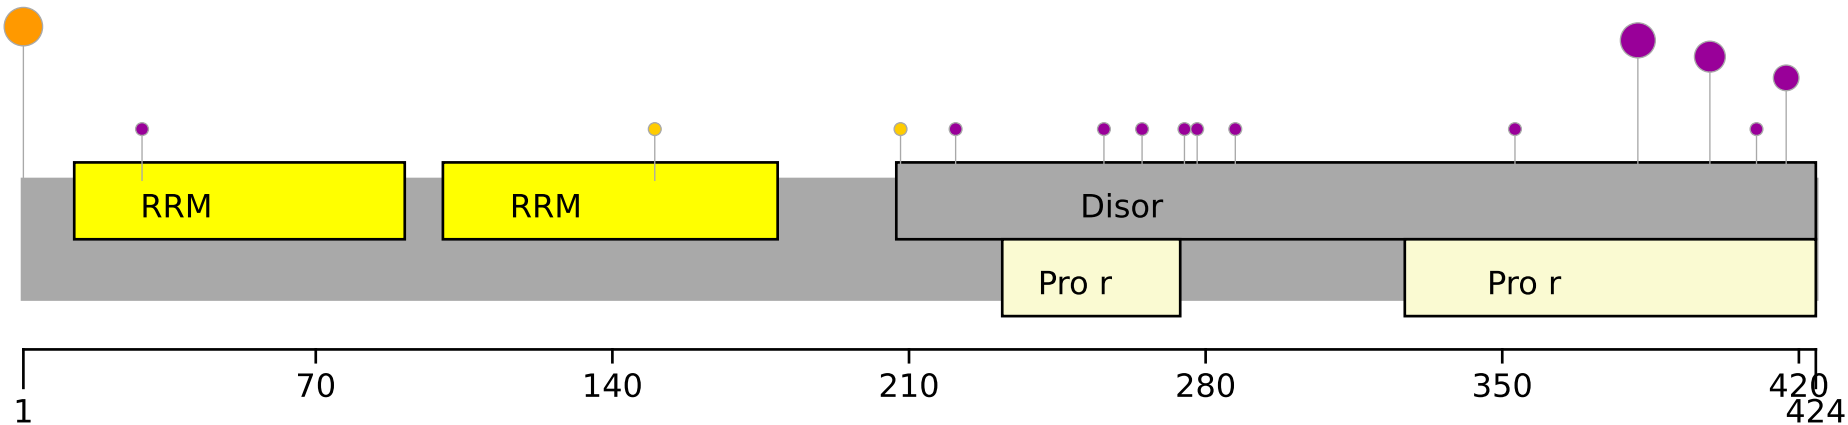 RRM RRM Disor
Pro r Pro r
70 140 210 280 350 420
1 424